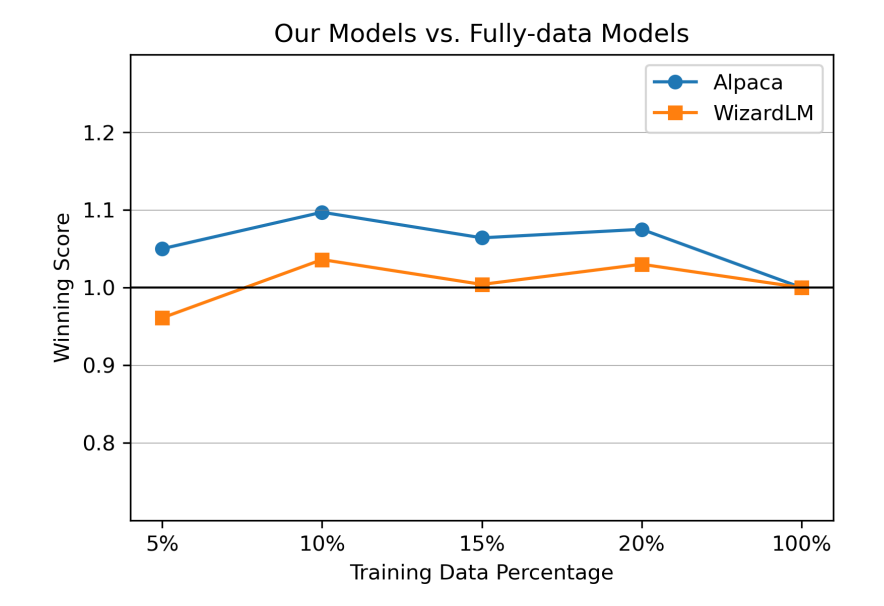 Our Models vs. Fully-data Models
Alpaca
WizardLM
1.2
1.1
1.0
0.9
0.8
Winning Score
5% 10% 15% 20% 100%
Training Data Percentage